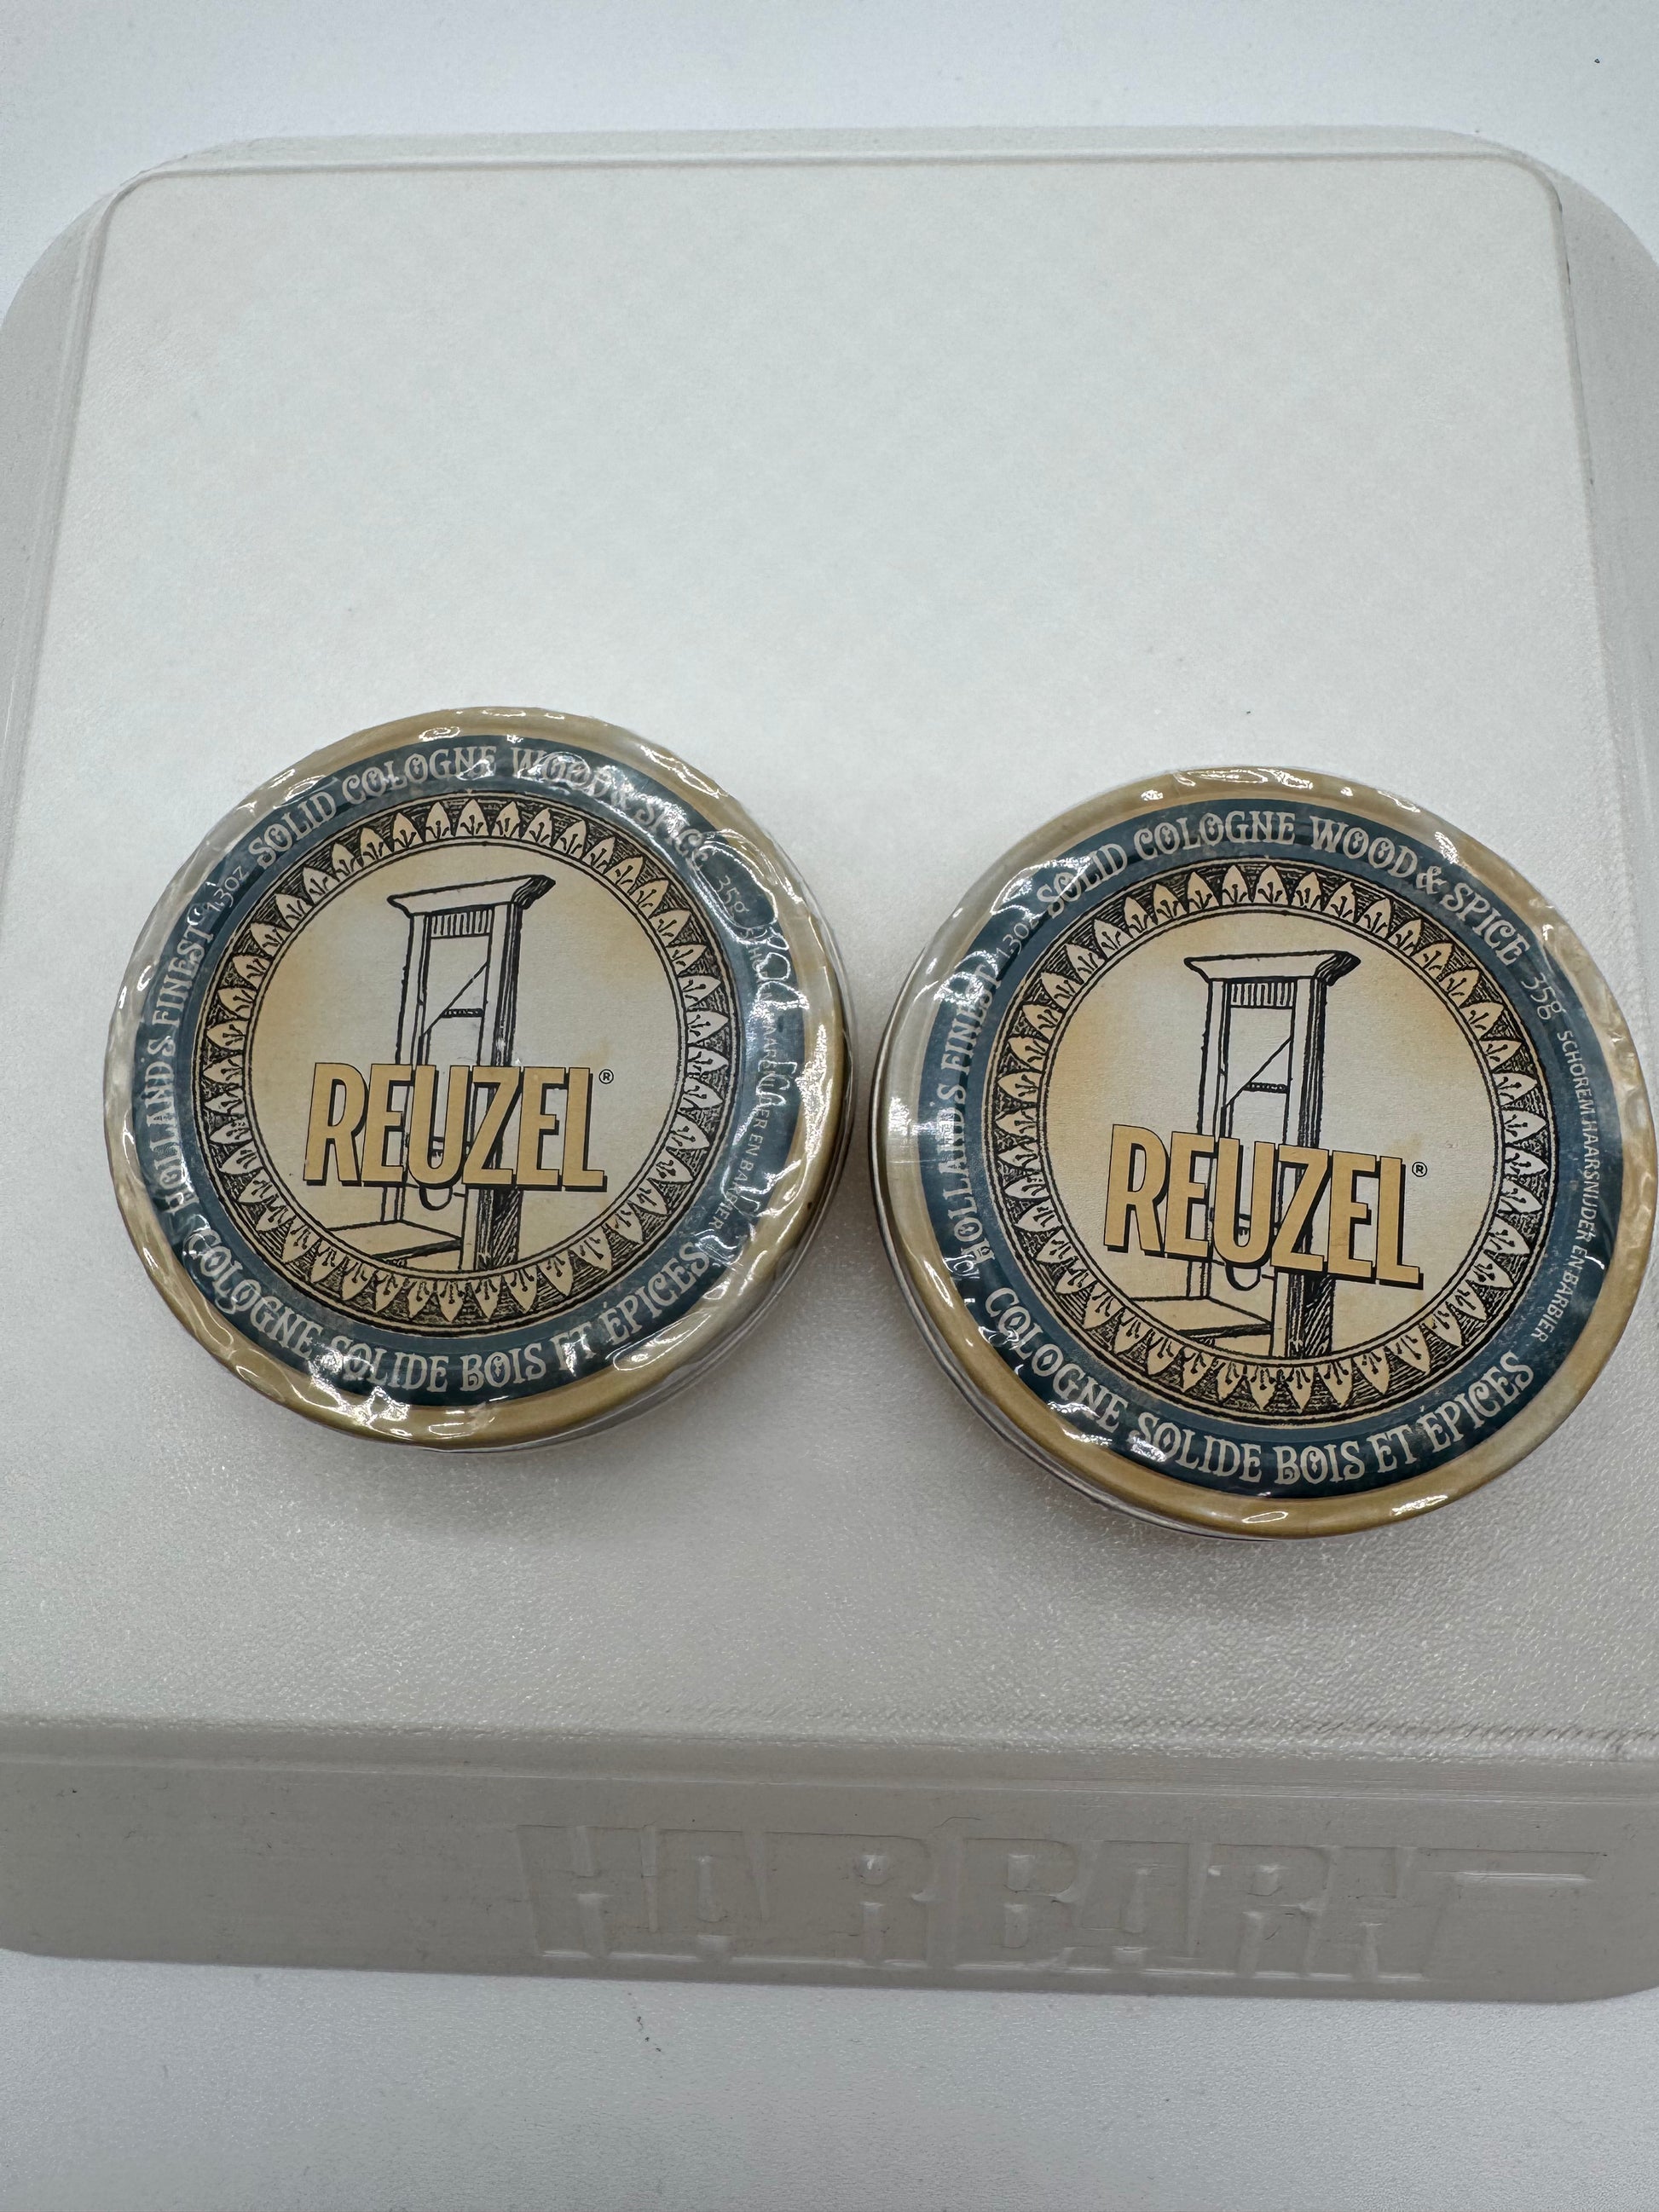 SOLID COLOGNE WOOD & SPICE
35g
SCHOREM HAARSNIJDER EN BARBIER
COLOGNE SOLIDE BOIS ET ÉPICES
HOLLAND'S FINEST
1.3oz
REUZEL®
SOLID COLOGNE WOOD & SPICE
35g
SCHOREM HAARSNIJDER EN BARBIER
COLOGNE SOLIDE BOIS ET ÉPICES
HOLLAND'S FINEST
1.3oz
REUZEL®